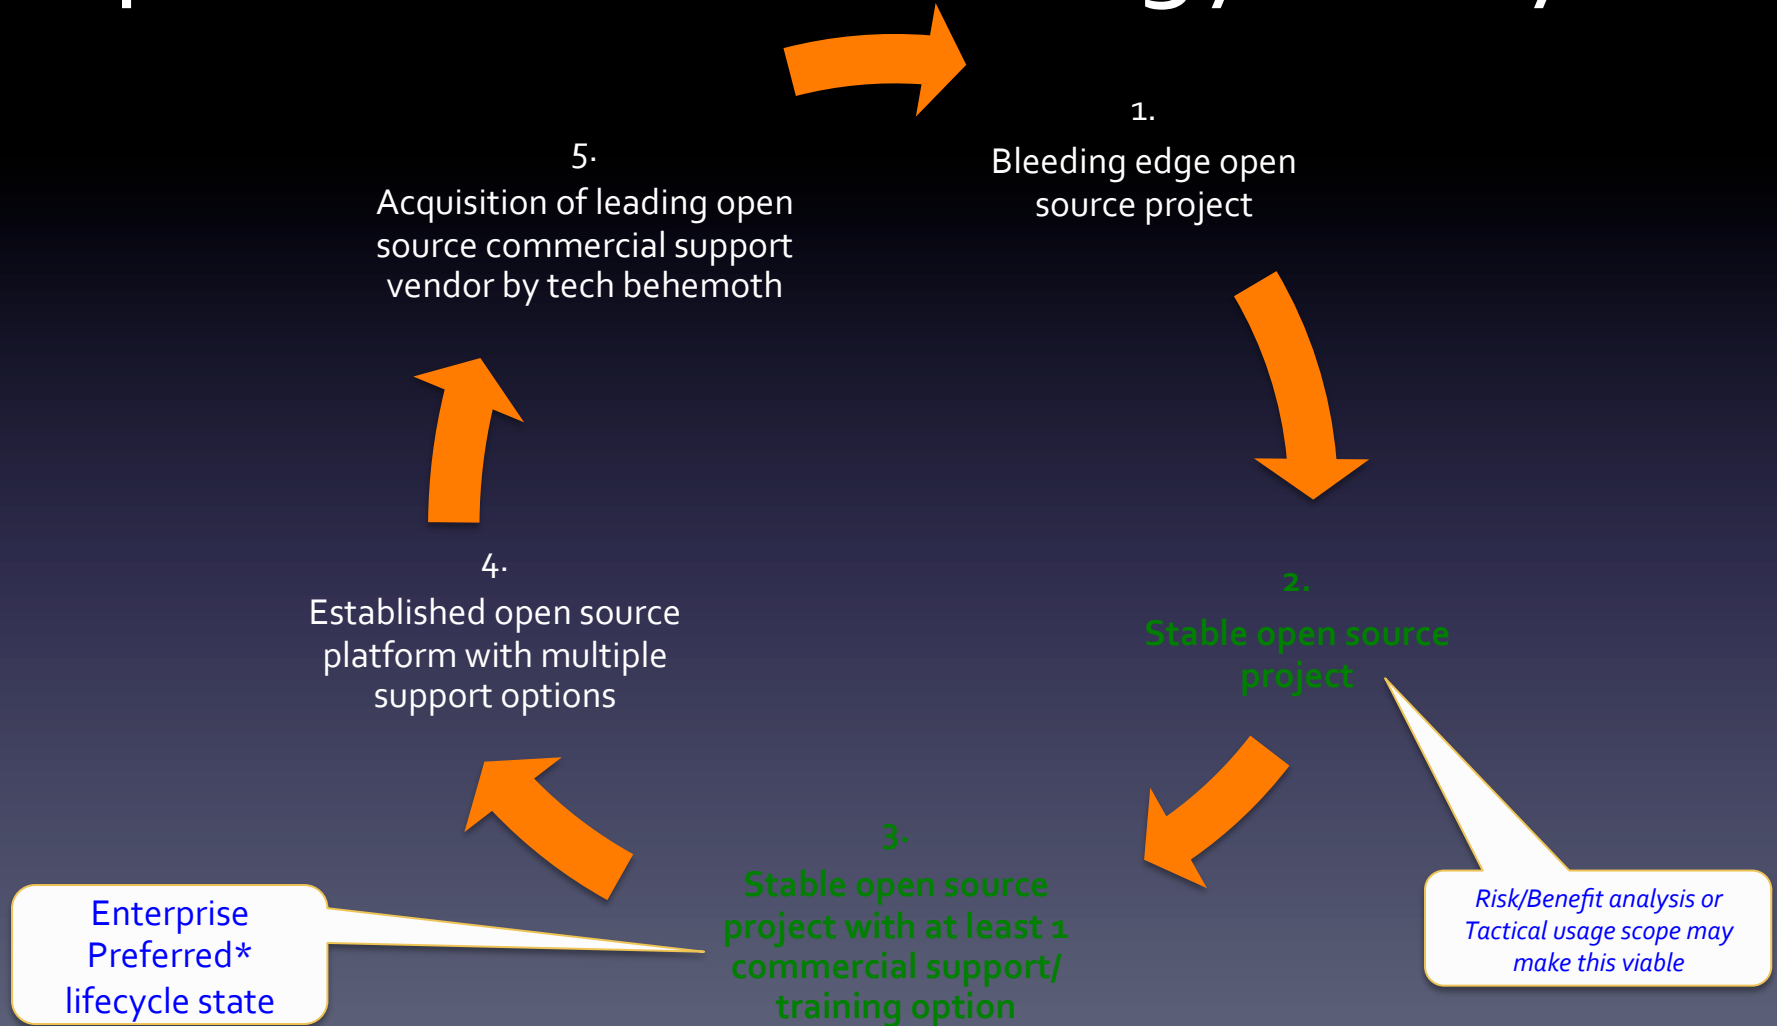 1.
Bleeding edge open
source project
2.
Stable open source
project
Risk/Benefit analysis or
Tactical usage scope may
make this viable
3.
Stable open source
project with at least 1
commercial support/
training option
Enterprise
Preferred*
lifecycle state
4.
Established open source
platform with multiple
support options
5.
Acquisition of leading open
source commercial support
vendor by tech behemoth